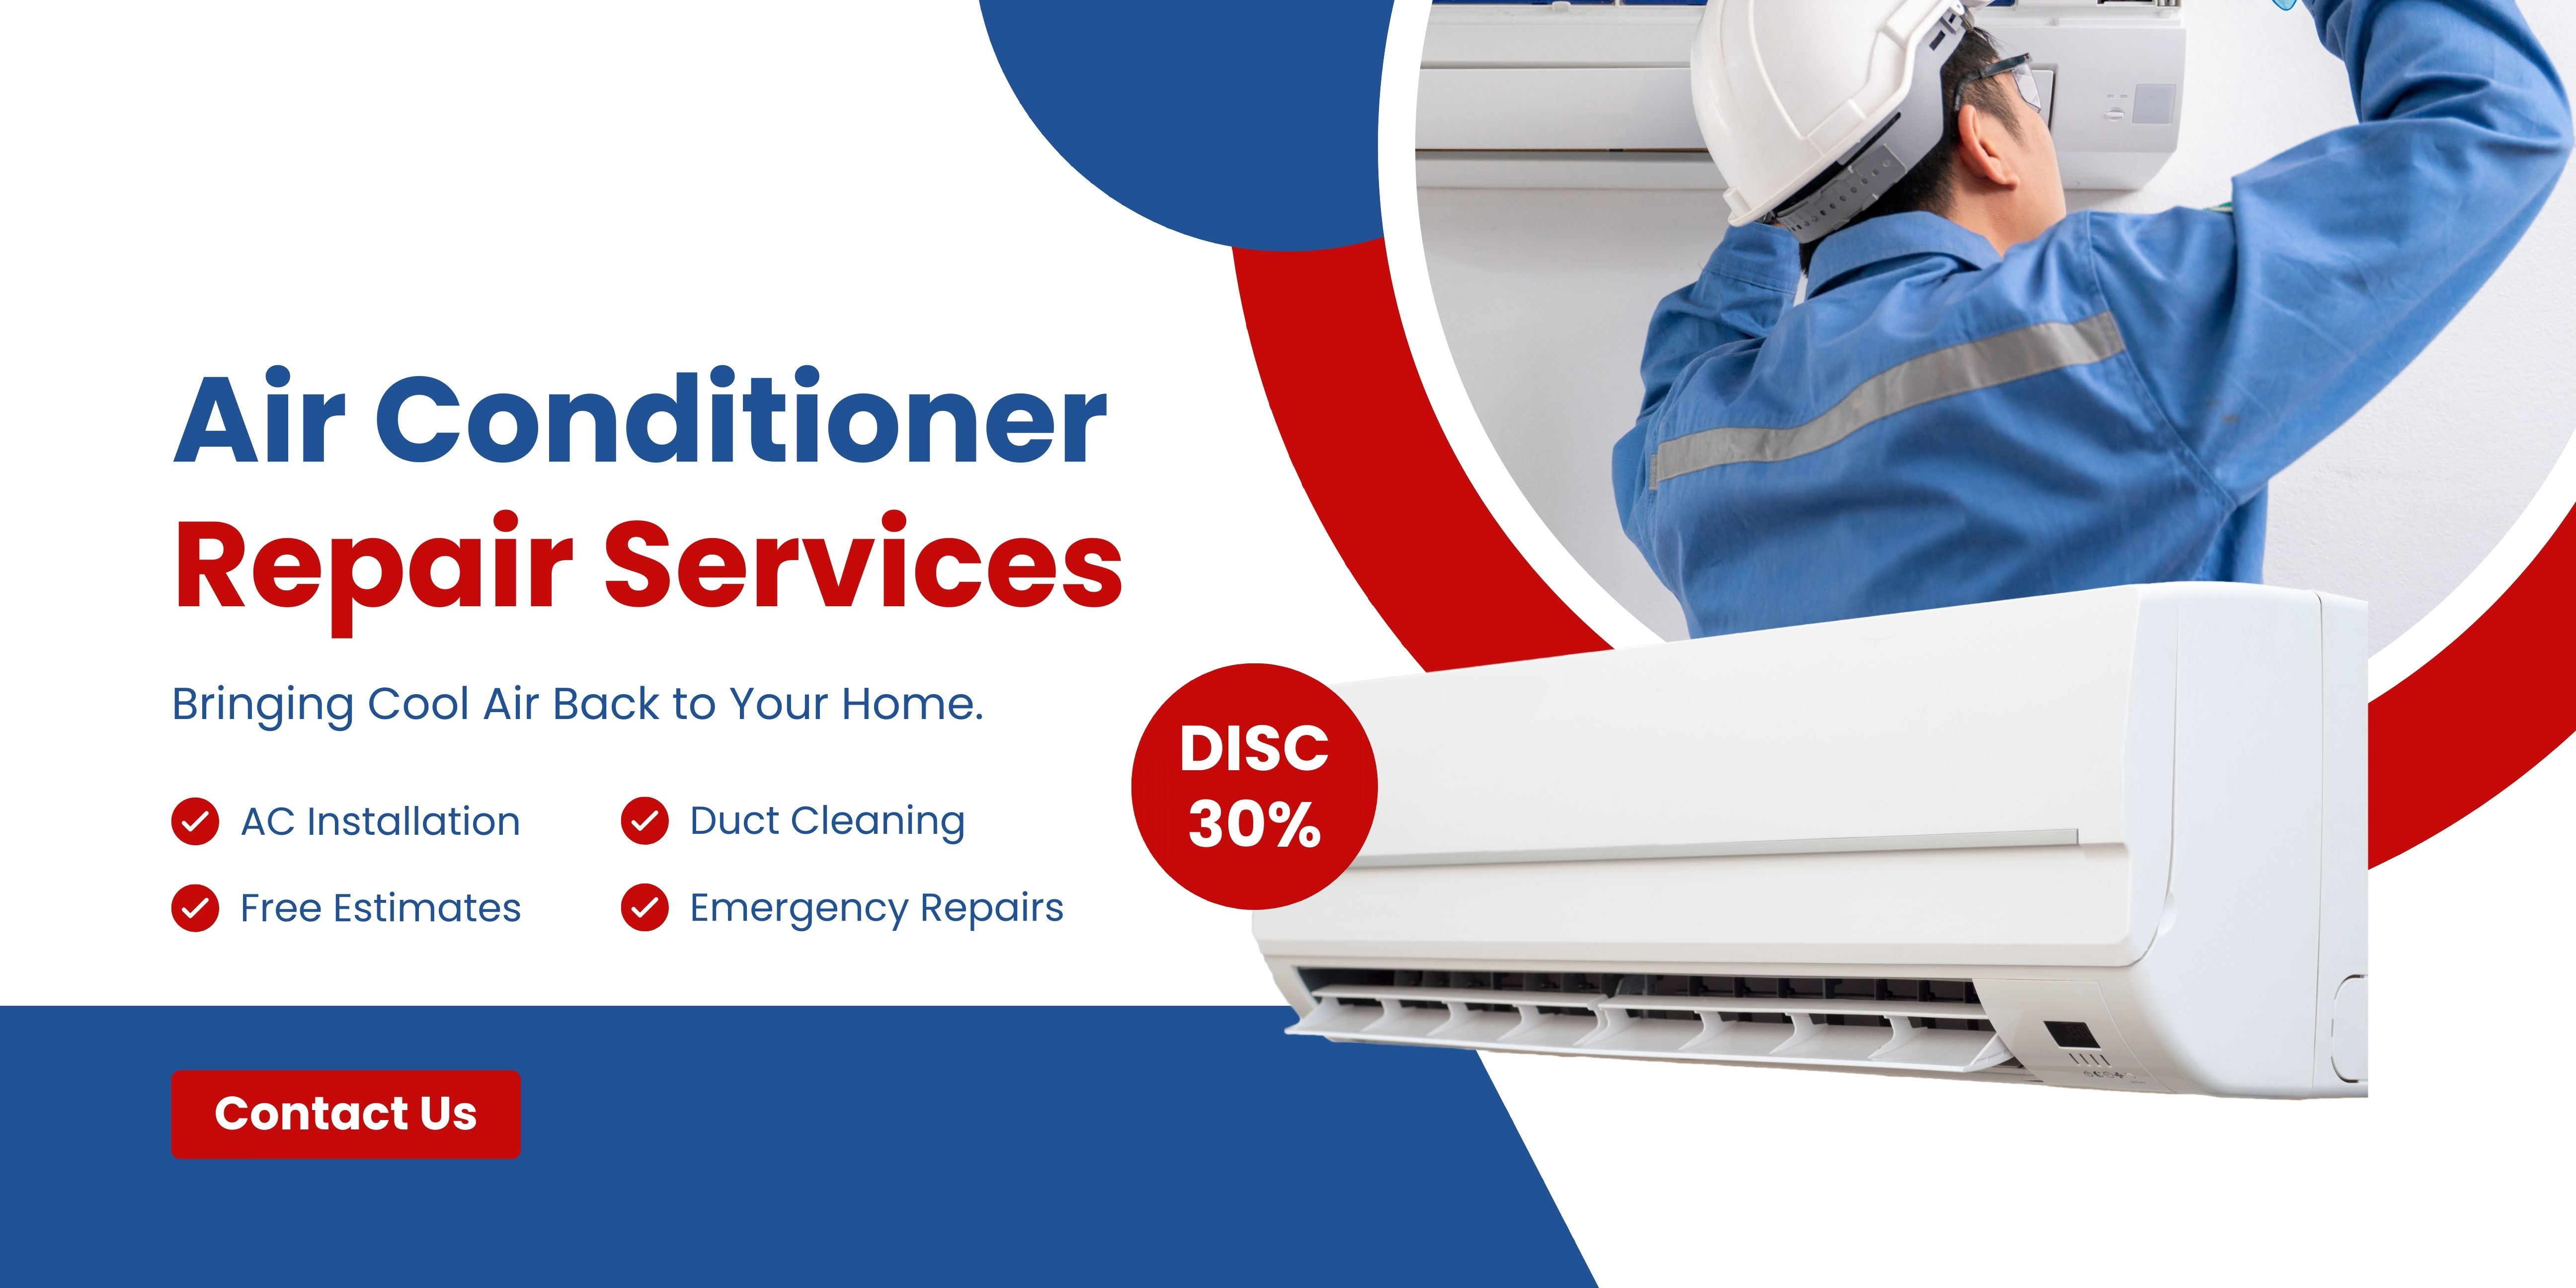 Air Conditioner
Repair Services
Bringing Cool Air Back to Your Home.
AC Installation
Duct Cleaning
Free Estimates
Emergency Repairs
DISC
30%
Contact Us